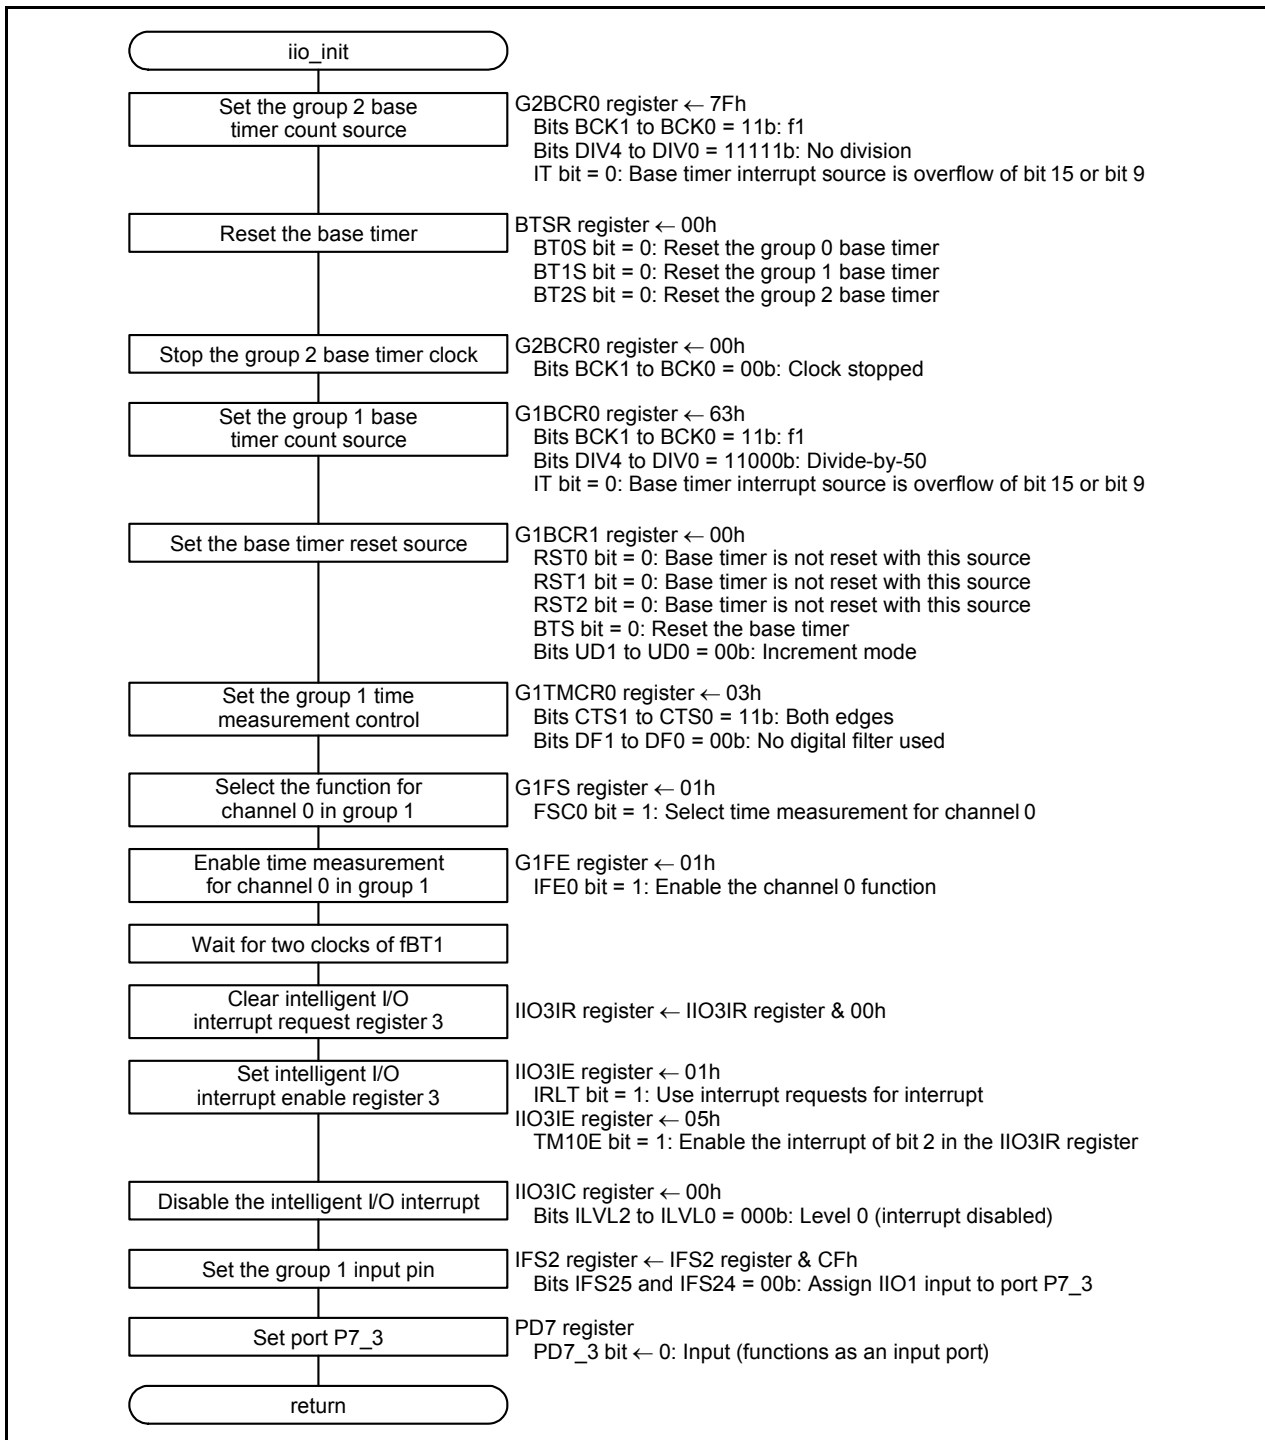 iio_init
Set the group 2 base
timer count source
G2BCR0 register ← 7Fh
Bits BCK1 to BCK0 = 11b: f1
Bits DIV4 to DIV0 = 11111b: No division
IT bit = 0: Base timer interrupt source is overflow of bit 15 or bit 9
Reset the base timer
BTSR register ← 00h
BT0S bit = 0: Reset the group 0 base timer
BT1S bit = 0: Reset the group 1 base timer
BT2S bit = 0: Reset the group 2 base timer
Stop the group 2 base timer clock
G2BCR0 register ← 00h
Bits BCK1 to BCK0 = 00b: Clock stopped
Set the group 1 base
timer count source
G1BCR0 register ← 63h
Bits BCK1 to BCK0 = 11b: f1
Bits DIV4 to DIV0 = 11000b: Divide-by-50
IT bit = 0: Base timer interrupt source is overflow of bit 15 or bit 9
Set the base timer reset source
G1BCR1 register ← 00h
RST0 bit = 0: Base timer is not reset with this source
RST1 bit = 0: Base timer is not reset with this source
RST2 bit = 0: Base timer is not reset with this source
BTS bit = 0: Reset the base timer
Bits UD1 to UD0 = 00b: Increment mode
Set the group 1 time
measurement control
G1TMCR0 register ← 03h
Bits CTS1 to CTS0 = 11b: Both edges
Bits DF1 to DF0 = 00b: No digital filter used
Select the function for
channel 0 in group 1
G1FS register ← 01h
FSC0 bit = 1: Select time measurement for channel 0
Enable time measurement
for channel 0 in group 1
G1FE register ← 01h
IFE0 bit = 1: Enable the channel 0 function
Wait for two clocks of fBT1
Clear intelligent I/O
interrupt request register 3
IIO3IR register ← IIO3IR register & 00h
Set intelligent I/O
interrupt enable register 3
IIO3IE register ← 01h
IRLT bit = 1: Use interrupt requests for interrupt
IIO3IE register ← 05h
TM10E bit = 1: Enable the interrupt of bit 2 in the IIO3IR register
Disable the intelligent I/O interrupt
IIO3IC register ← 00h
Bits ILVL2 to ILVL0 = 000b: Level 0 (interrupt disabled)
Set the group 1 input pin
IFS2 register ← IFS2 register & CFh
Bits IFS25 and IFS24 = 00b: Assign IIO1 input to port P7_3
Set port P7_3
PD7 register
PD7_3 bit ← 0: Input (functions as an input port)
return